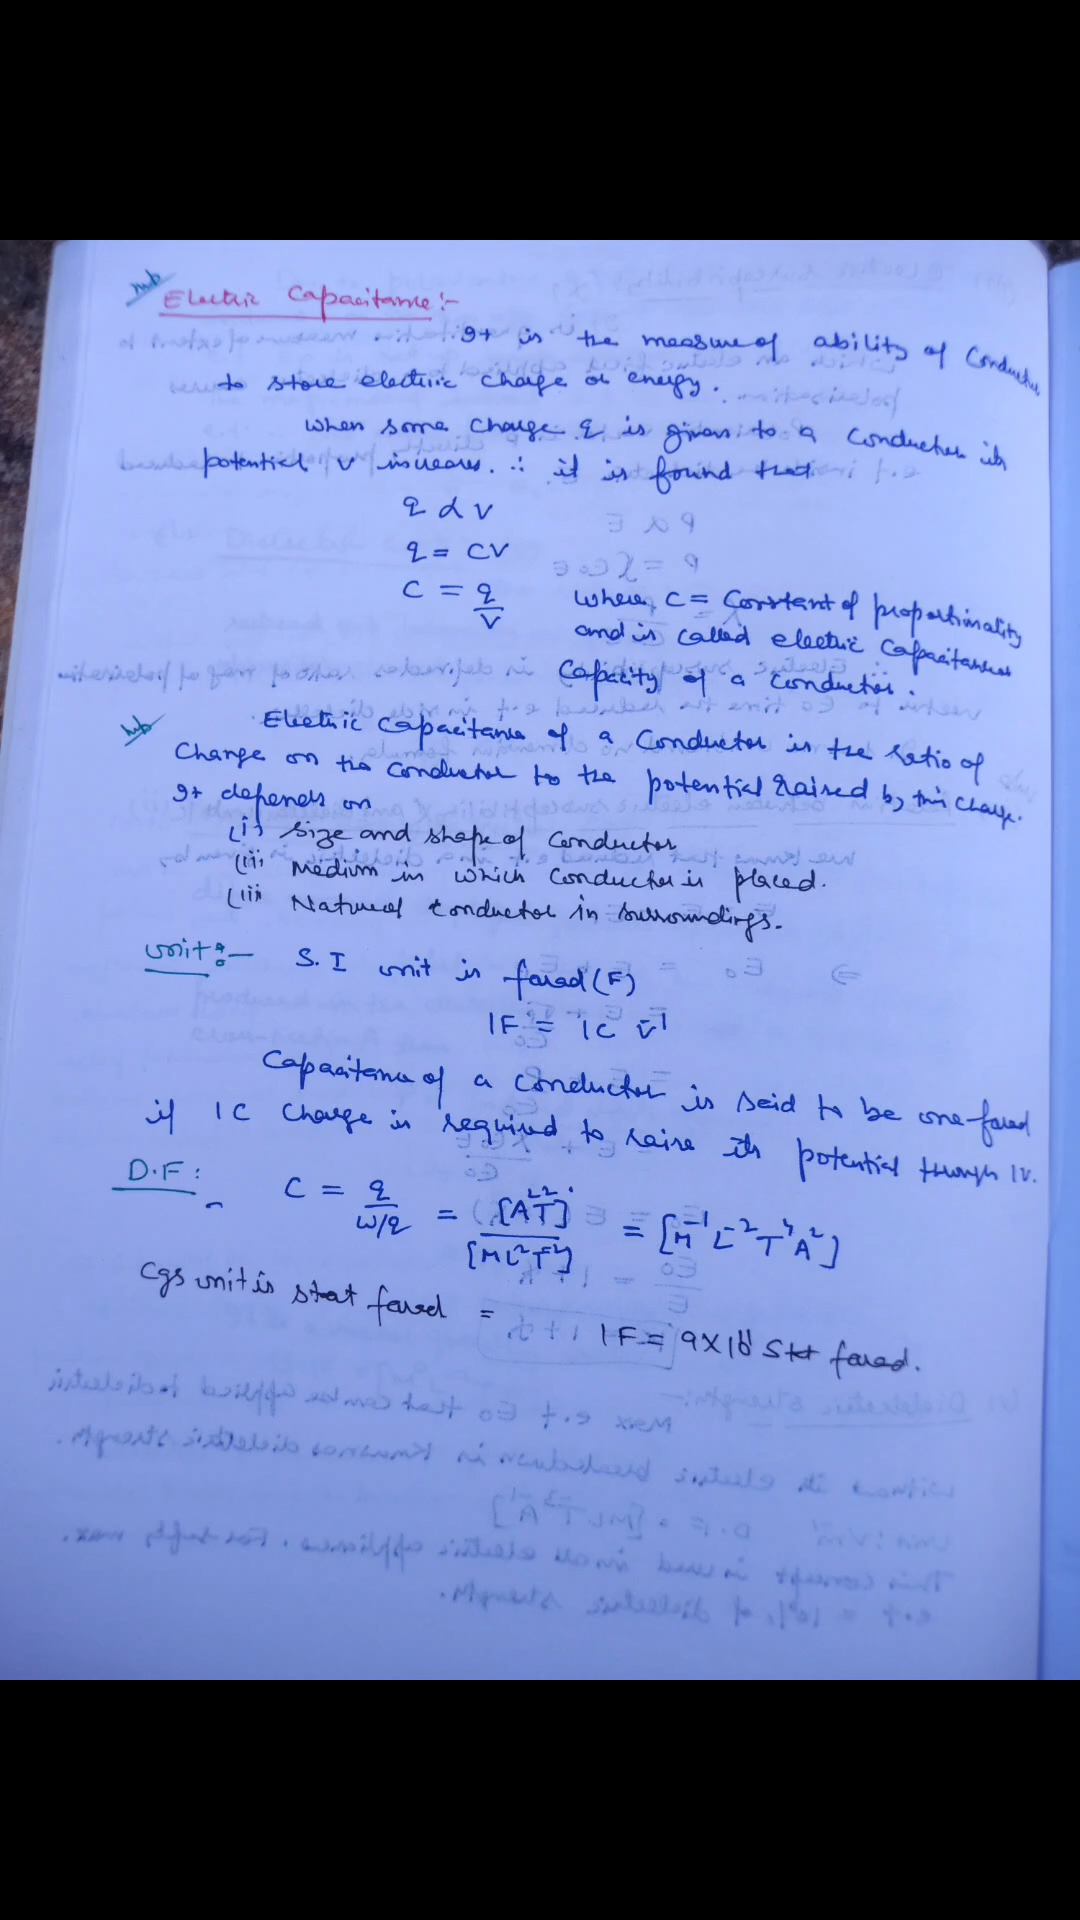 Electric Capacitance:-
It is the measure of ability of Conductor
to store electric charge or energy.
When some charge q is given to a conductor its
potential V increases. ∴ it is found that
q α V
q = CV
C = q/V
where, C = Constant of proportionality
and is called electric Capacitance or
Capacity of a conductor.
Electric Capacitance of a Conductor is the ratio of
Charge on the conductor to the potential raised by this charge.
It depends on
(i) Size and shape of Conductor
(ii) Medium in which conductor is placed.
(iii) Nature of conductor in surroundings.
Unit:- S.I unit is farad (F)
1F = 1C V⁻¹
Capacitance of a conductor is said to be one farad
if 1C charge is required to raise its potential through 1V.
D.F:- C = q/(W/q) = [A²T²]/[ML²T⁻²] = [M⁻¹L⁻²T⁴A²]
Cgs unit is stat farad =
1F = 9×10¹¹ Stat farad.